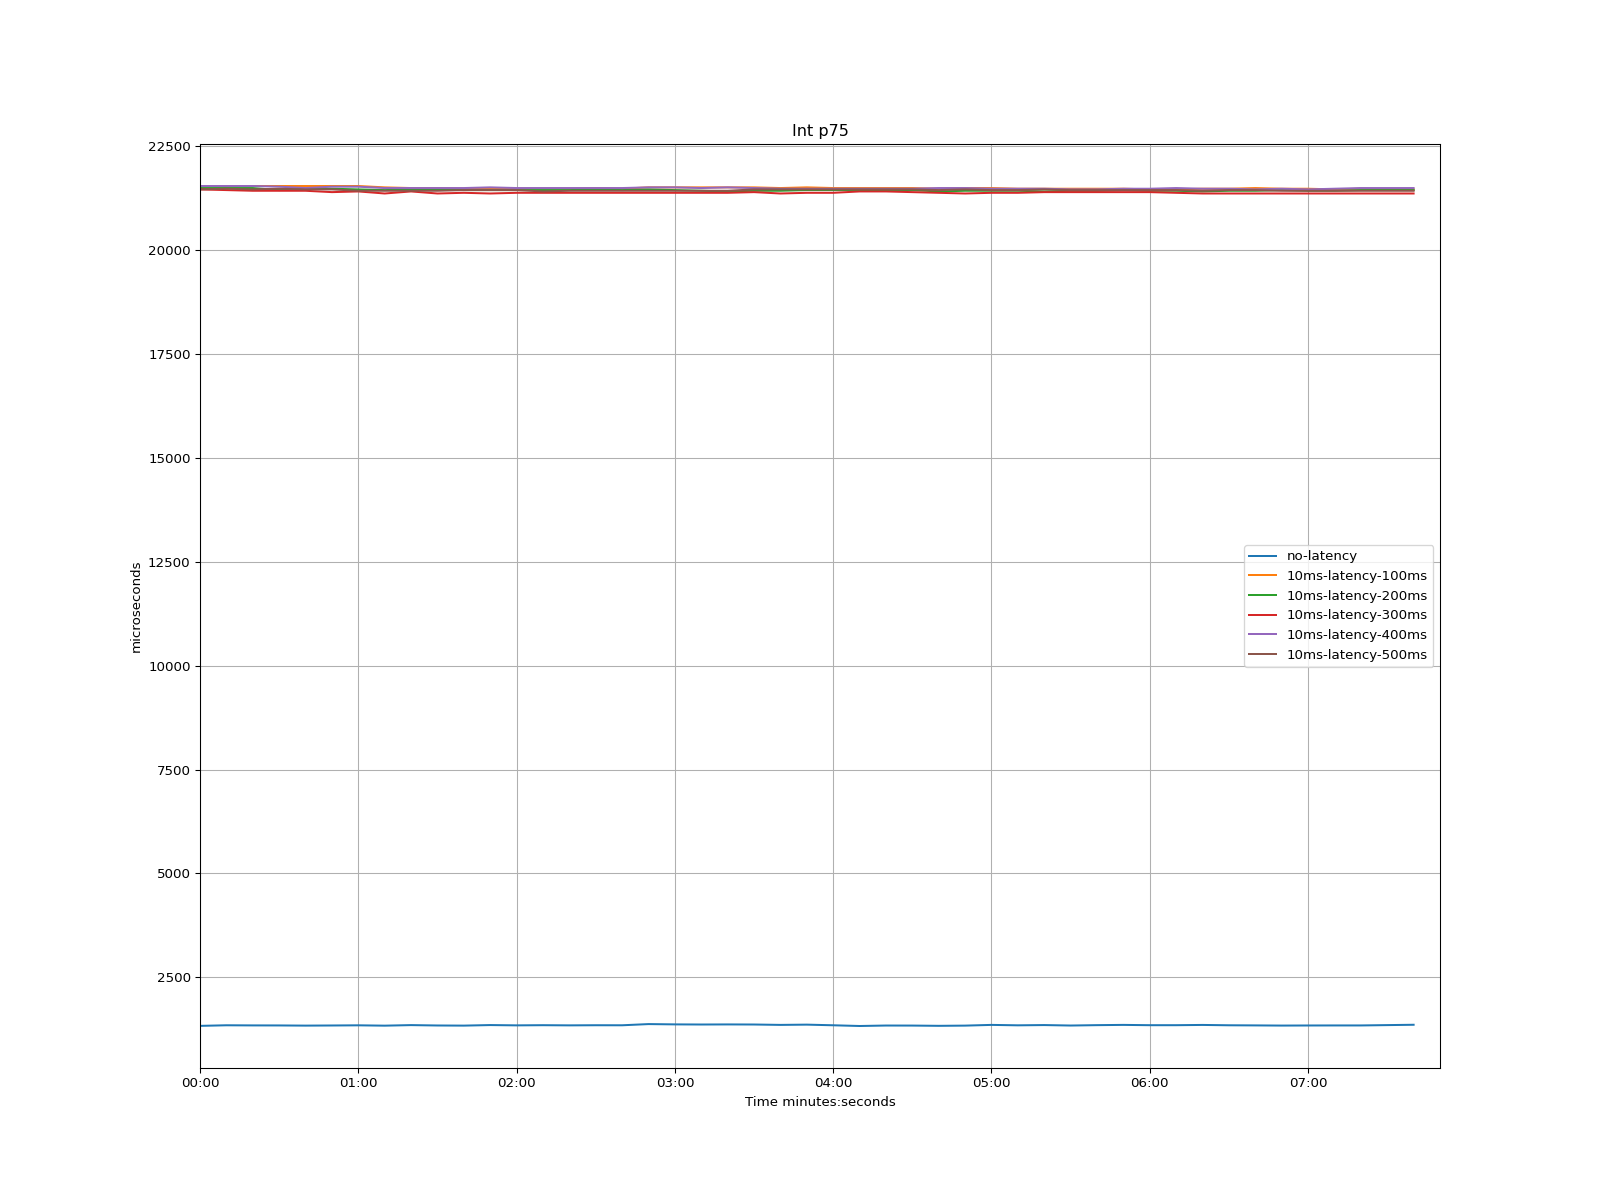 Int p75
22500
20000
17500
15000
12500
10000
7500
5000
2500
microseconds
no-latency
10ms-latency-100ms
10ms-latency-200ms
10ms-latency-300ms
10ms-latency-400ms
10ms-latency-500ms
00:00 01:00 02:00 03:00 04:00 05:00 06:00 07:00
Time minutes:seconds